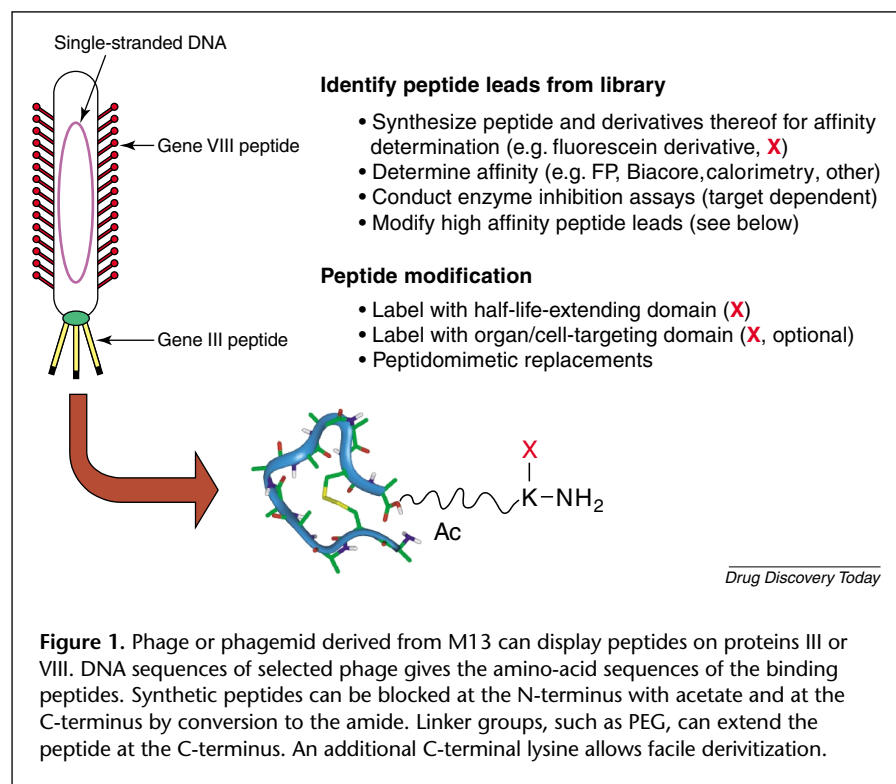 Single-stranded DNA
Gene VIII peptide
Gene III peptide
Identify peptide leads from library
• Synthesize peptide and derivatives thereof for affinity
determination (e.g. fluorescein derivative, X)
• Determine affinity (e.g. FP, Biacore, calorimetry, other)
• Conduct enzyme inhibition assays (target dependent)
• Modify high affinity peptide leads (see below)
Peptide modification
• Label with half-life-extending domain (X)
• Label with organ/cell-targeting domain (X, optional)
• Peptidomimetic replacements
X
K–NH2
Ac
Drug Discovery Today
Figure 1. Phage or phagemid derived from M13 can display peptides on proteins III or
VIII. DNA sequences of selected phage gives the amino-acid sequences of the binding
peptides. Synthetic peptides can be blocked at the N-terminus with acetate and at the
C-terminus by conversion to the amide. Linker groups, such as PEG, can extend the
peptide at the C-terminus. An additional C-terminal lysine allows facile derivitization.